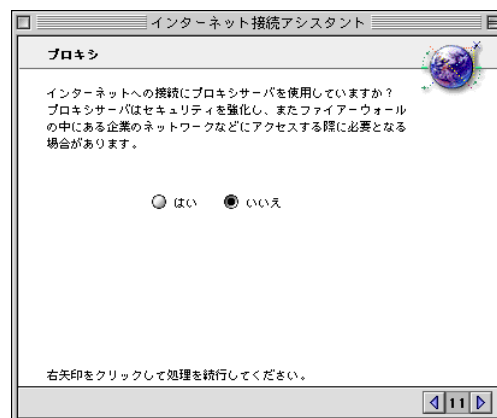 インターネット接続アシスタント
プロキシ
インターネットへの接続にプロキシサーバを使用していますか？
プロキシサーバはセキュリティを強化し、またファイアーウォール
の中にある企業のネットワークなどにアクセスする際に必要となる
場合があります。
はい いいえ
右矢印をクリックして処理を続行してください。
11